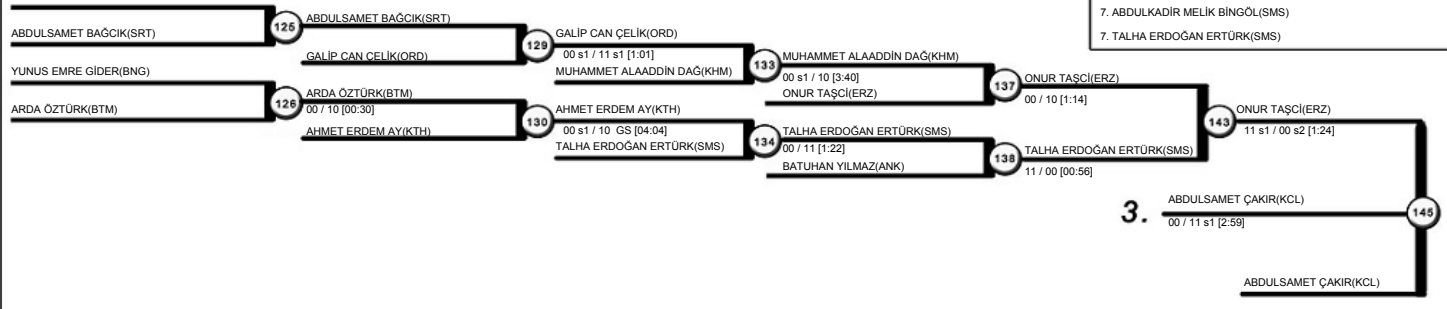 7. ABDULKADİR MELİK BİNGÖL(SMS)
7. TALHA ERDOĞAN ERTÜRK(SMS)
ABDULSAMET BAĞCIK(SRT)
125
ABDULSAMET BAĞCIK(SRT)
GALİP CAN ÇELİK(ORD)
129
GALİP CAN ÇELİK(ORD)
00 s1 / 11 s1 [1:01]
MUHAMMET ALAADDİN DAĞ(KHM)
133
MUHAMMET ALAADDİN DAĞ(KHM)
00 s1 / 10 [3:40]
ONUR TAŞCİ(ERZ)
137
ONUR TAŞCİ(ERZ)
00 / 10 [1:14]
YUNUS EMRE GİDER(BNG)
ARDA ÖZTÜRK(BTM)
126
ARDA ÖZTÜRK(BTM)
00 / 10 [00:30]
AHMET ERDEM AY(KTH)
130
AHMET ERDEM AY(KTH)
00 s1 / 10 GS [04:04]
TALHA ERDOĞAN ERTÜRK(SMS)
134
TALHA ERDOĞAN ERTÜRK(SMS)
00 / 11 [1:22]
BATUHAN YILMAZ(ANK)
138
TALHA ERDOĞAN ERTÜRK(SMS)
11 / 00 [00:56]
143
ONUR TAŞCİ(ERZ)
11 s1 / 00 s2 [1:24]
3.
ABDULSAMET ÇAKIR(KCL)
00 / 11 s1 [2:59]
145
ABDULSAMET ÇAKIR(KCL)